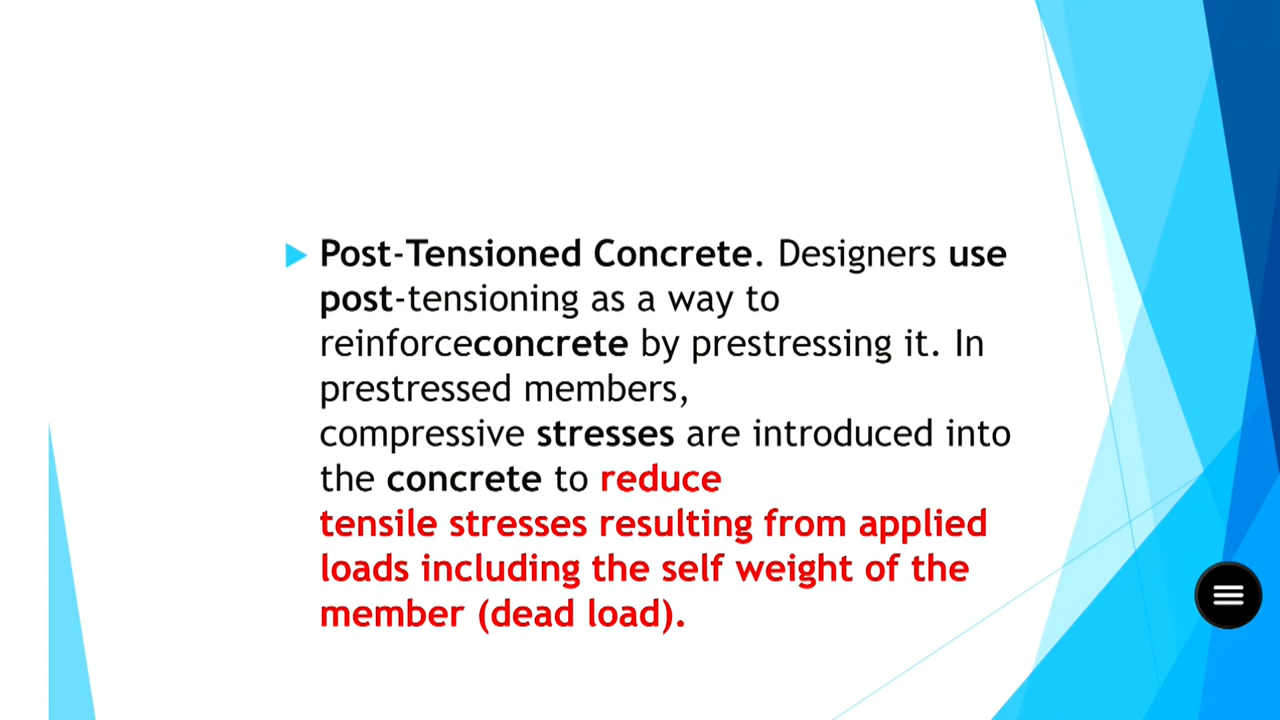 Post-Tensioned Concrete. Designers use
post-tensioning as a way to
reinforceconcrete by prestressing it. In
prestressed members,
compressive stresses are introduced into
the concrete to reduce
tensile stresses resulting from applied
loads including the self weight of the
member (dead load).